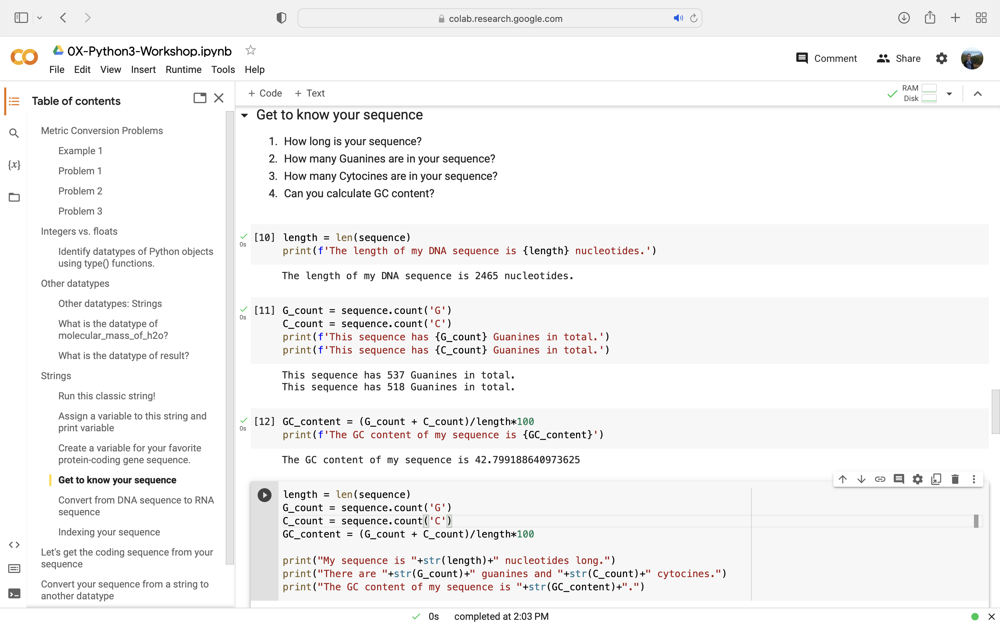 colab.research.google.com
0X-Python3-Workshop.ipynb
File Edit View Insert Runtime Tools Help
Comment Share
Table of contents
Metric Conversion Problems
Example 1
Problem 1
Problem 2
Problem 3
Integers vs. floats
Identify datatypes of Python objects
using type() functions.
Other datatypes
Other datatypes: Strings
What is the datatype of
molecular_mass_of_h2o?
What is the datatype of result?
Strings
Run this classic string!
Assign a variable to this string and
print variable
Create a variable for your favorite
protein-coding gene sequence.
Get to know your sequence
Convert from DNA sequence to RNA
sequence
Indexing your sequence
Let's get the coding sequence from your
sequence
Convert your sequence from a string to
another datatype
{x}
+ Code + Text
RAM
Disk
Get to know your sequence
1. How long is your sequence?
2. How many Guanines are in your sequence?
3. How many Cytocines are in your sequence?
4. Can you calculate GC content?
0s
[10] length = len(sequence)
print(f'The length of my DNA sequence is {length} nucleotides.')
The length of my DNA sequence is 2465 nucleotides.
0s
[11] G_count = sequence.count('G')
C_count = sequence.count('C')
print(f'This sequence has {G_count} Guanines in total.')
print(f'This sequence has {C_count} Guanines in total.')
This sequence has 537 Guanines in total.
This sequence has 518 Guanines in total.
0s
[12] GC_content = (G_count + C_count)/length*100
print(f'The GC content of my sequence is {GC_content}')
The GC content of my sequence is 42.799188640973625
length = len(sequence)
G_count = sequence.count('G')
C_count = sequence.count('C')
GC_content = (G_count + C_count)/length*100
print("My sequence is "+str(length)+" nucleotides long.")
print("There are "+str(G_count)+" guanines and "+str(C_count)+" cytocines.")
print("The GC content of my sequence is "+str(GC_content)+".")
0s completed at 2:03 PM